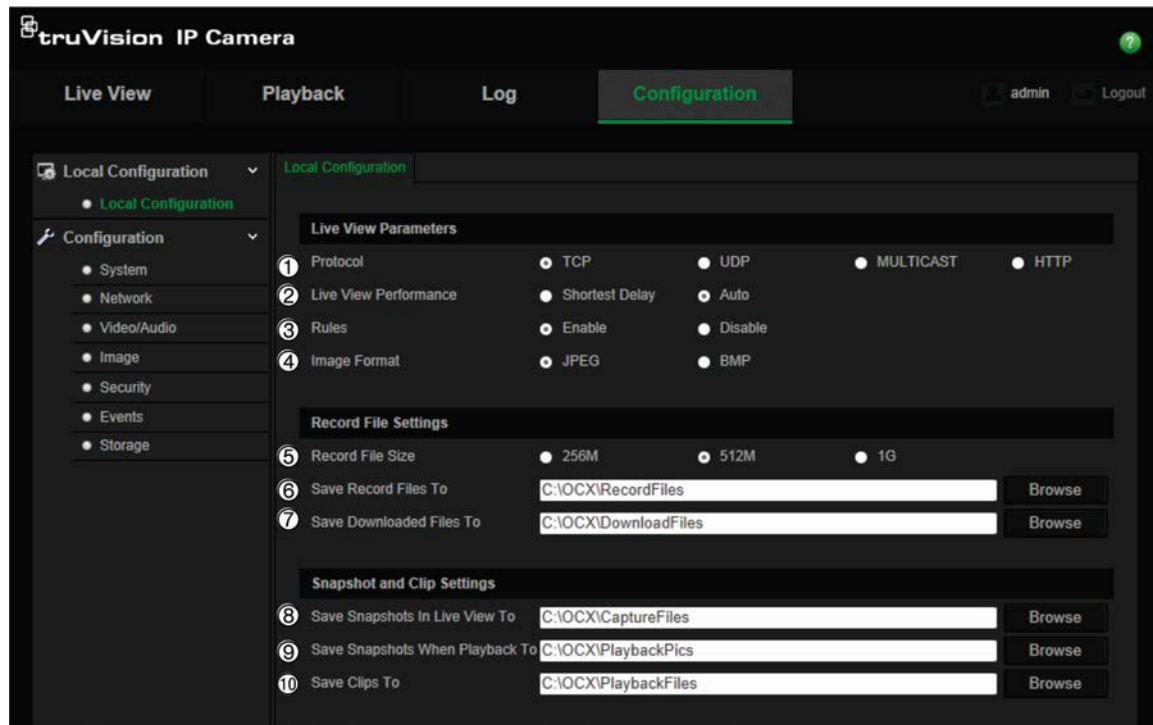 truVision IP Camera
?
Live View Playback Log Configuration admin Logout
Local Configuration
Local Configuration
Configuration
System
Network
Video/Audio
Image
Security
Events
Storage
Local Configuration
Live View Parameters
1 Protocol TCP UDP MULTICAST HTTP
2 Live View Performance Shortest Delay Auto
3 Rules Enable Disable
4 Image Format JPEG BMP
Record File Settings
5 Record File Size 256M 512M 1G
6 Save Record Files To C:\OCX\RecordFiles Browse
7 Save Downloaded Files To C:\OCX\DownloadFiles Browse
Snapshot and Clip Settings
8 Save Snapshots In Live View To C:\OCX\CaptureFiles Browse
9 Save Snapshots When Playback To C:\OCX\PlaybackPics Browse
10 Save Clips To C:\OCX\PlaybackFiles Browse